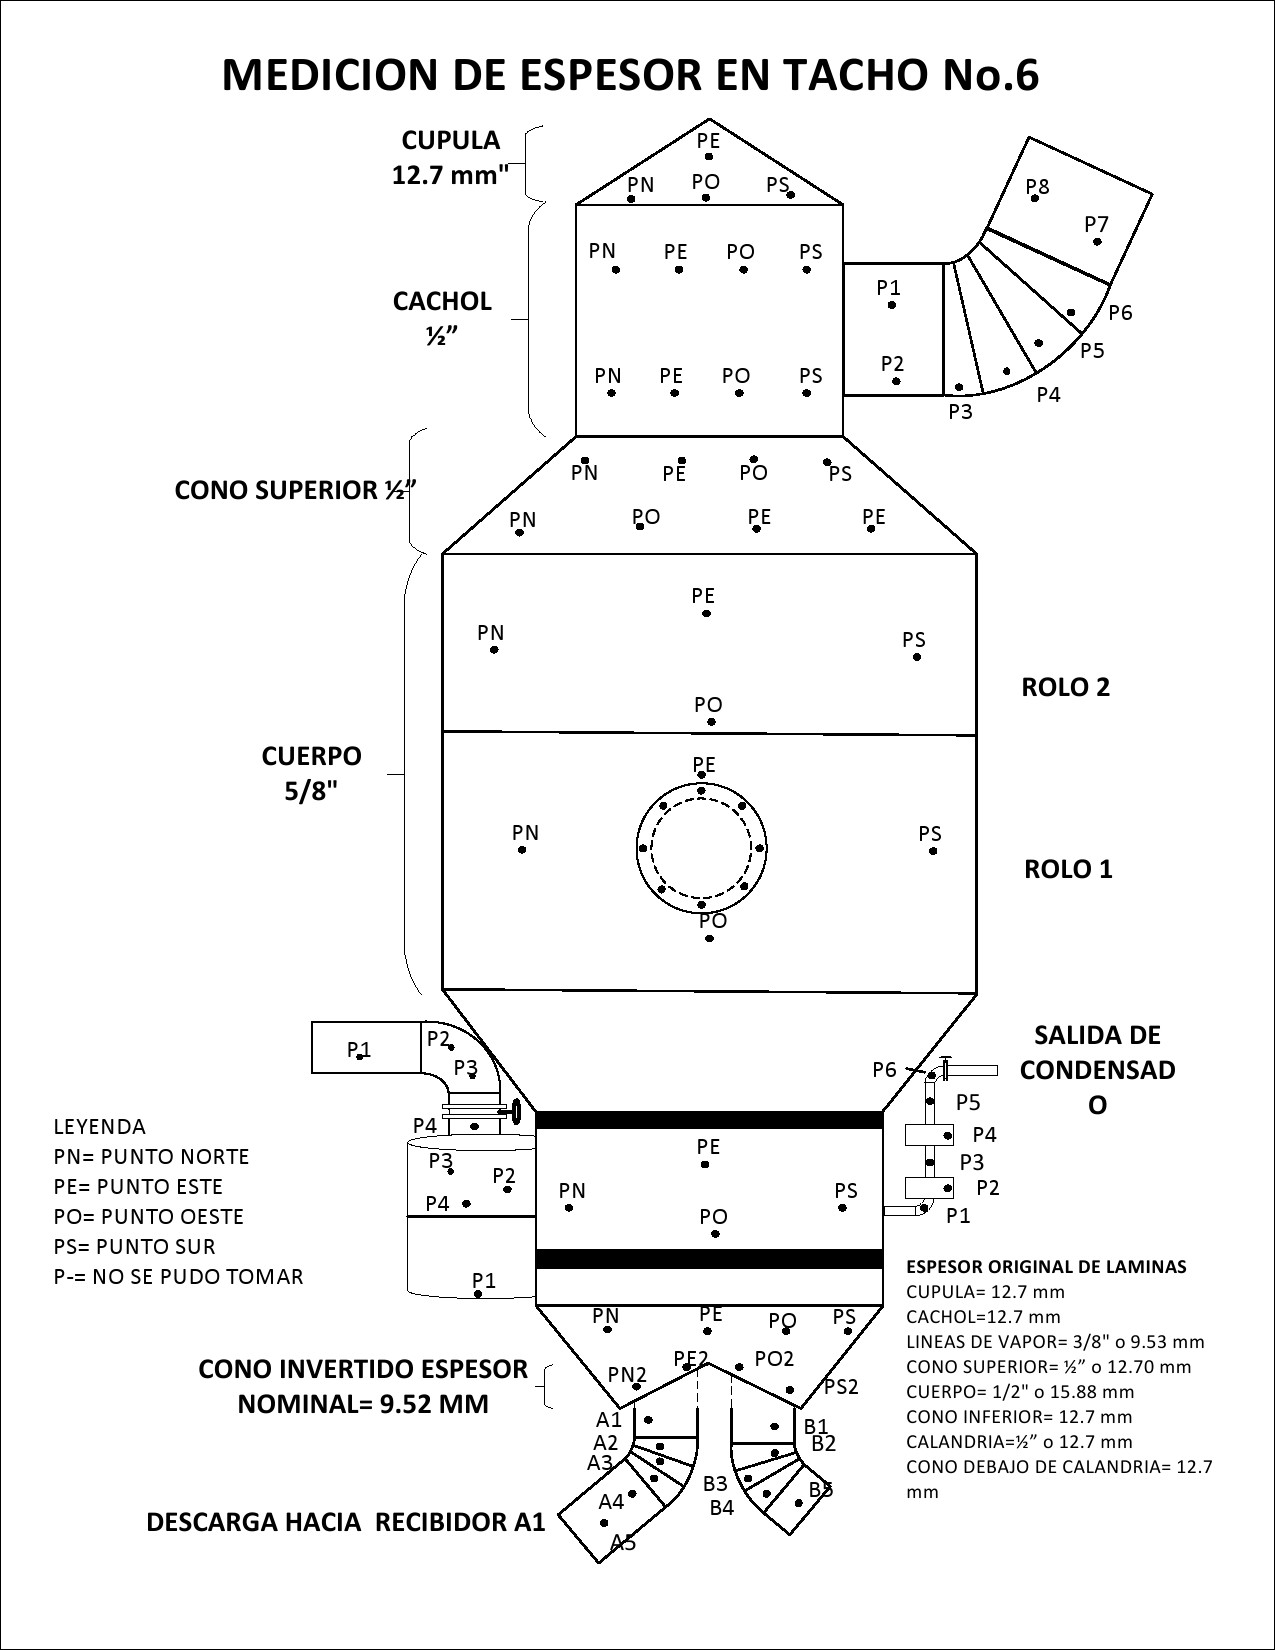 MEDICION DE ESPESOR EN TACHO No.6
CUPULA
12.7 mm"
PE
PN PO PS
CACHOL
½”
PN PE PO PS
PN PE PO PS
P1
P2
P3
P4
P5
P6
P7
P8
CONO SUPERIOR ½”
PN PE PO PS
PN PO PE PE
CUERPO
5/8"
PE
PN
PS
PO
ROLO 2
PE
PN
PS
PO
ROLO 1
P1
P2
P3
P4
P3
P2
P4
P1
SALIDA DE
CONDENSAD
O
P6
P5
P4
P3
P2
P1
PE
PN
PS
PO
LEYENDA
PN= PUNTO NORTE
PE= PUNTO ESTE
PO= PUNTO OESTE
PS= PUNTO SUR
P-= NO SE PUDO TOMAR
ESPESOR ORIGINAL DE LAMINAS
CUPULA= 12.7 mm
CACHOL=12.7 mm
LINEAS DE VAPOR= 3/8" o 9.53 mm
CONO SUPERIOR= ½” o 12.70 mm
CUERPO= 1/2" o 15.88 mm
CONO INFERIOR= 12.7 mm
CALANDRIA=½” o 12.7 mm
CONO DEBAJO DE CALANDRIA= 12.7
mm
PN PE PO PS
PN2 PE2 PO2 PS2
CONO INVERTIDO ESPESOR
NOMINAL= 9.52 MM
A1
A2
A3
A4
A5
B1
B2
B3
B4
B5
DESCARGA HACIA RECIBIDOR A1